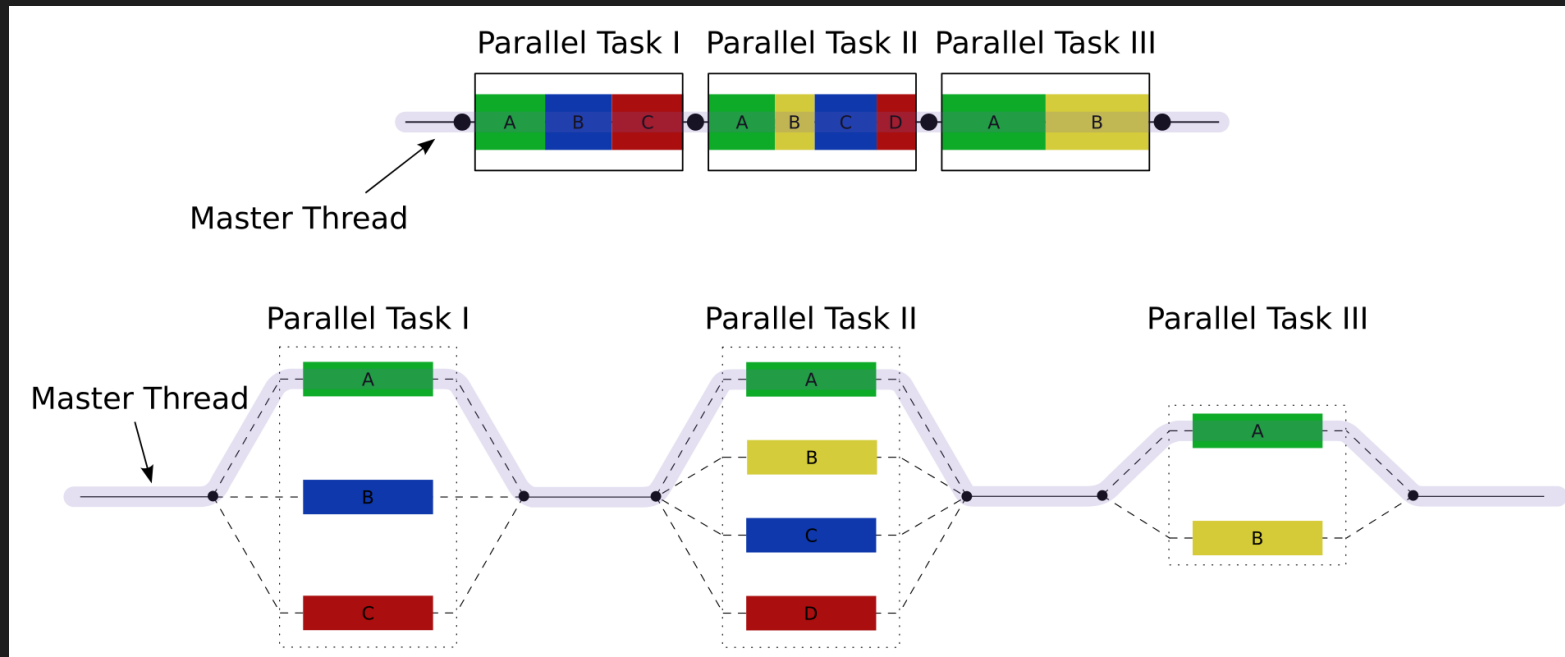 Parallel Task I
Parallel Task II
Parallel Task III
A
B
C
A
B
C
D
A
B
Master Thread
Parallel Task I
Parallel Task II
Parallel Task III
Master Thread
A
B
C
A
B
C
D
A
B